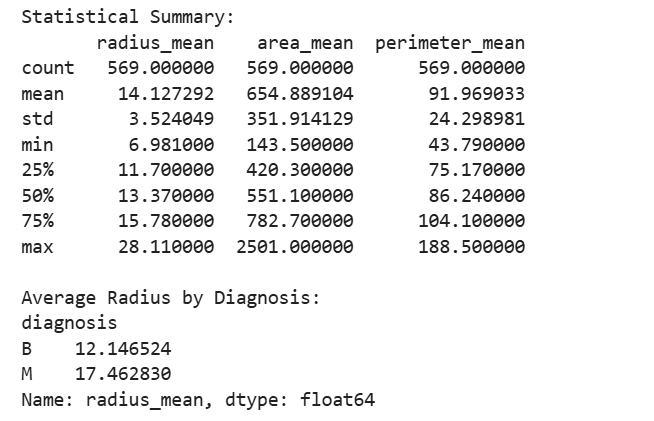 Statistical Summary:
radius_mean area_mean perimeter_mean
count 569.000000 569.000000 569.000000
mean 14.127292 654.889104 91.969033
std 3.524049 351.914129 24.298981
min 6.981000 143.500000 43.790000
25% 11.700000 420.300000 75.170000
50% 13.370000 551.100000 86.240000
75% 15.780000 782.700000 104.100000
max 28.110000 2501.000000 188.500000
Average Radius by Diagnosis:
diagnosis
B 12.146524
M 17.462830
Name: radius_mean, dtype: float64